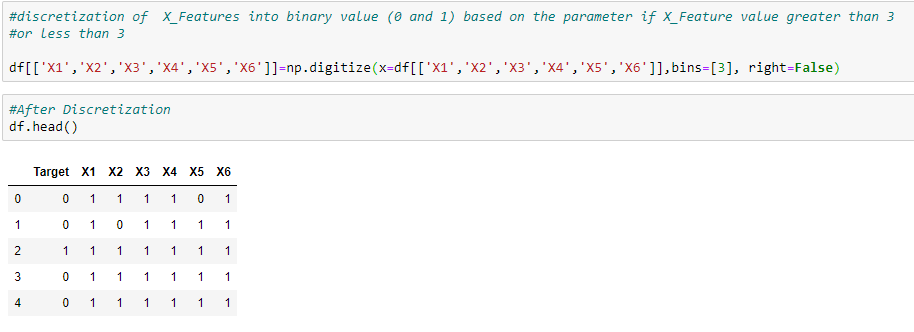 #discretization of  X_Features into binary value (0 and 1) based on the parameter if X_Feature value greater than 3
#or less than 3
df[['X1','X2','X3','X4','X5','X6']]=np.digitize(x=df[['X1','X2','X3','X4','X5','X6']],bins=[3], right=False)
#After Discretization
df.head()
Target X1 X2 X3 X4 X5 X6
0 0 1 1 1 1 0 1
1 0 1 0 1 1 1 1
2 1 1 1 1 1 1 1
3 0 1 1 1 1 1 1
4 0 1 1 1 1 1 1